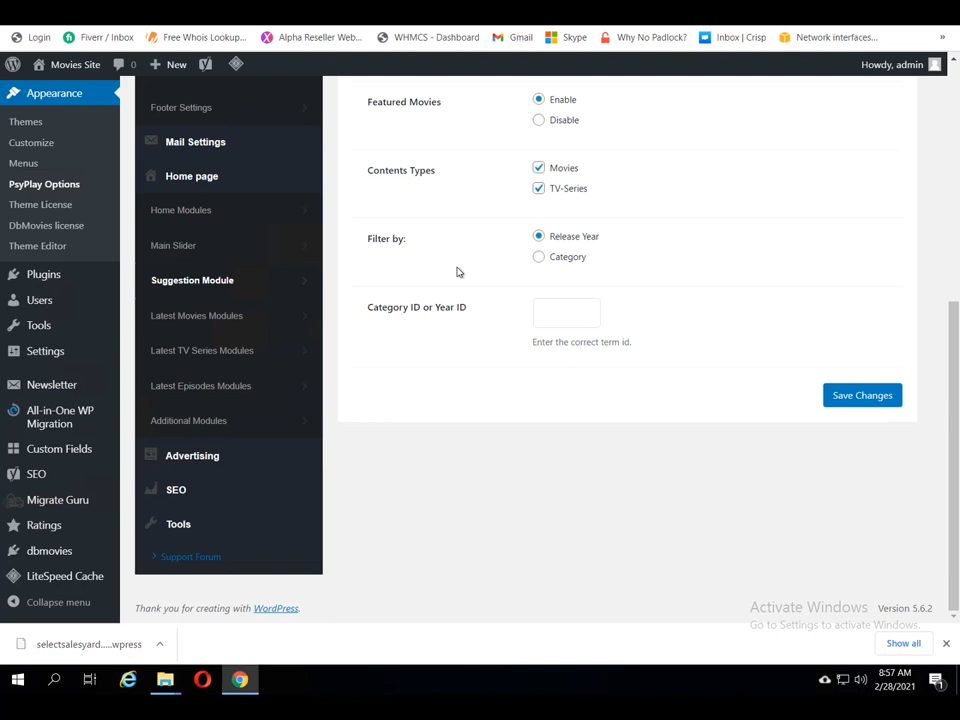 Login
Fiverr / Inbox
Free Whois Lookup...
Alpha Reseller Web...
WHMCS - Dashboard
Gmail
Skype
Why No Padlock?
Inbox | Crisp
Network interfaces...
»
Movies Site
0
New
Howdy, admin
Appearance
Themes
Customize
Menus
PsyPlay Options
Theme License
DbMovies license
Theme Editor
Plugins
Users
Tools
Settings
Newsletter
All-in-One WP
Migration
Custom Fields
SEO
Migrate Guru
Ratings
dbmovies
LiteSpeed Cache
Collapse menu
Footer Settings
Mail Settings
Home page
Home Modules
Main Slider
Suggestion Module
Latest Movies Modules
Latest TV Series Modules
Latest Episodes Modules
Additional Modules
Advertising
SEO
Tools
Support Forum
Featured Movies
Enable
Disable
Contents Types
Movies
TV-Series
Filter by:
Release Year
Category
Category ID or Year ID
Enter the correct term id.
Save Changes
Thank you for creating with WordPress.
Version 5.6.2
Activate Windows
Go to Settings to activate Windows.
selectsalesyard.....wpress
Show all
8:57 AM
2/28/2021
1